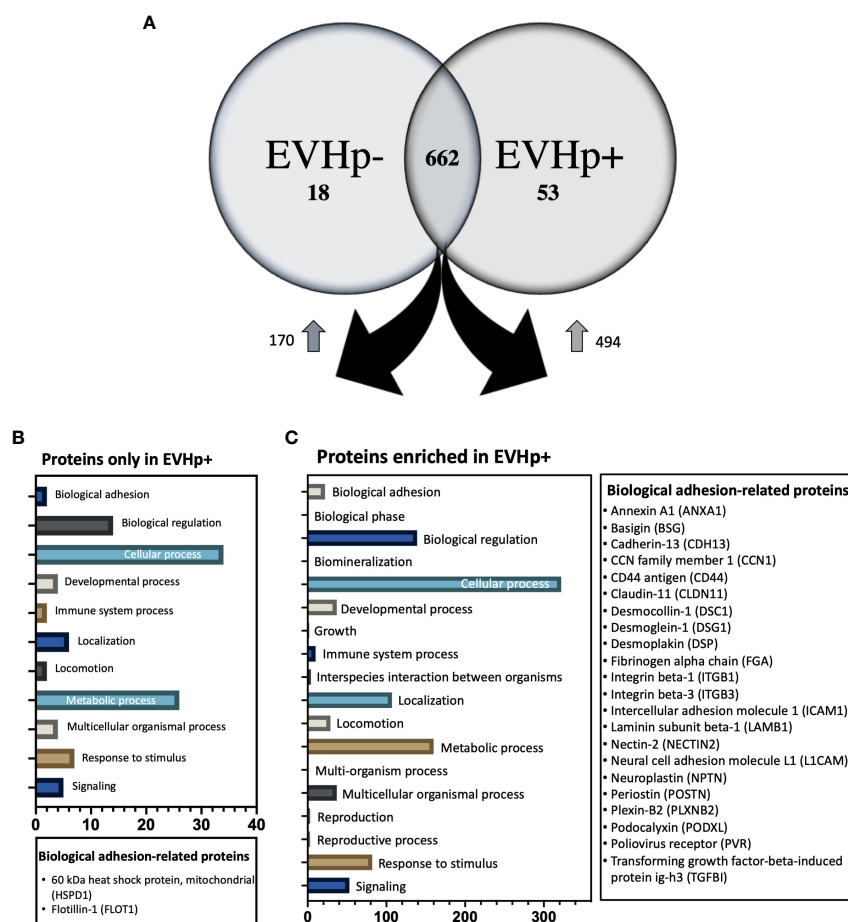 A
EVHp-
18
662
EVHp+
53
170
494
B
Proteins only in EVHp+
Biological adhesion
Biological regulation
Cellular process
Developmental process
Immune system process
Localization
Locomotion
Metabolic process
Multicellular organismal process
Response to stimulus
Signaling
0 10 20 30 40
Biological adhesion-related proteins
• 60 kDa heat shock protein, mitochondrial
(HSPD1)
• Flotillin-1 (FLOT1)
C
Proteins enriched in EVHp+
Biological adhesion
Biological phase
Biological regulation
Biomineralization
Cellular process
Developmental process
Growth
Immune system process
Interspecies interaction between organisms
Localization
Locomotion
Metabolic process
Multi-organism process
Multicellular organismal process
Reproduction
Reproductive process
Response to stimulus
Signaling
0 100 200 300
Biological adhesion-related proteins
• Annexin A1 (ANXA1)
• Basigin (BSG)
• Cadherin-13 (CDH13)
• CCN family member 1 (CCN1)
• CD44 antigen (CD44)
• Claudin-11 (CLDN11)
• Desmocollin-1 (DSC1)
• Desmoglein-1 (DSG1)
• Desmoplakin (DSP)
• Fibrinogen alpha chain (FGA)
• Integrin beta-1 (ITGB1)
• Integrin beta-3 (ITGB3)
• Intercellular adhesion molecule 1 (ICAM1)
• Laminin subunit beta-1 (LAMB1)
• Nectin-2 (NECTIN2)
• Neural cell adhesion molecule L1 (L1CAM)
• Neuroplastin (NPTN)
• Periostin (POSTN)
• Plexin-B2 (PLXNB2)
• Podocalyxin (PODXL)
• Poliovirus receptor (PVR)
• Transforming growth factor-beta-induced
protein ig-h3 (TGFBI)